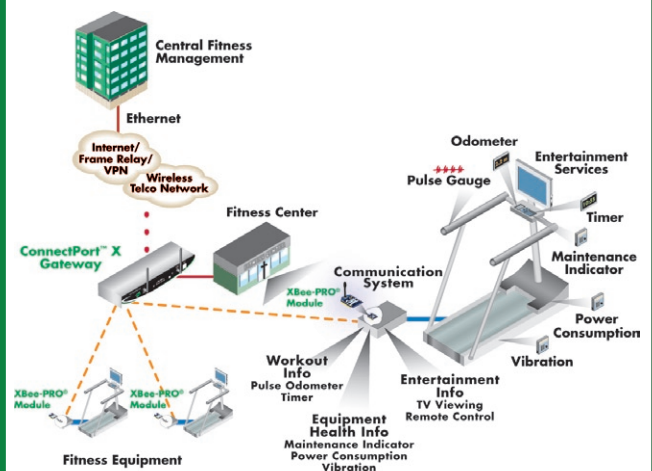 Central Fitness
Management
Ethernet
Internet/
Frame Relay/
VPN
Wireless
Telco Network
Odometer
Entertainment
Services
Pulse Gauge
Timer
Fitness Center
ConnectPort™ X
Gateway
Maintenance
Indicator
Communication
System
XBee-PRO®
Module
Power
Consumption
Vibration
Workout
Info
Pulse Odometer
Timer
Entertainment
Info
TV Viewing
Remote Control
Equipment
Health Info
Maintenance Indicator
Power Consumption
Vibration
XBee-PRO®
Module
XBee-PRO®
Module
Fitness Equipment